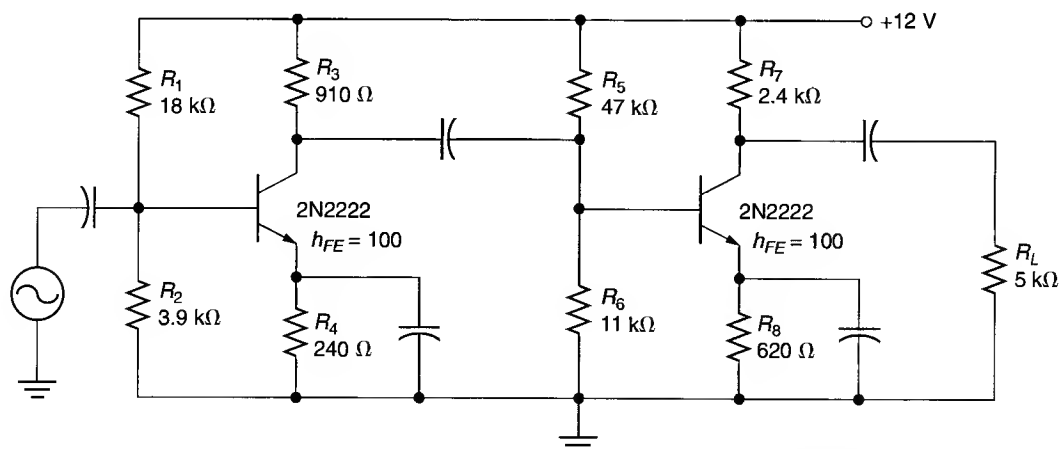 +12 V
R1
18 kΩ
R3
910 Ω
R5
47 kΩ
R7
2.4 kΩ
2N2222
hFE = 100
2N2222
hFE = 100
R2
3.9 kΩ
R4
240 Ω
R6
11 kΩ
R8
620 Ω
RL
5 kΩ